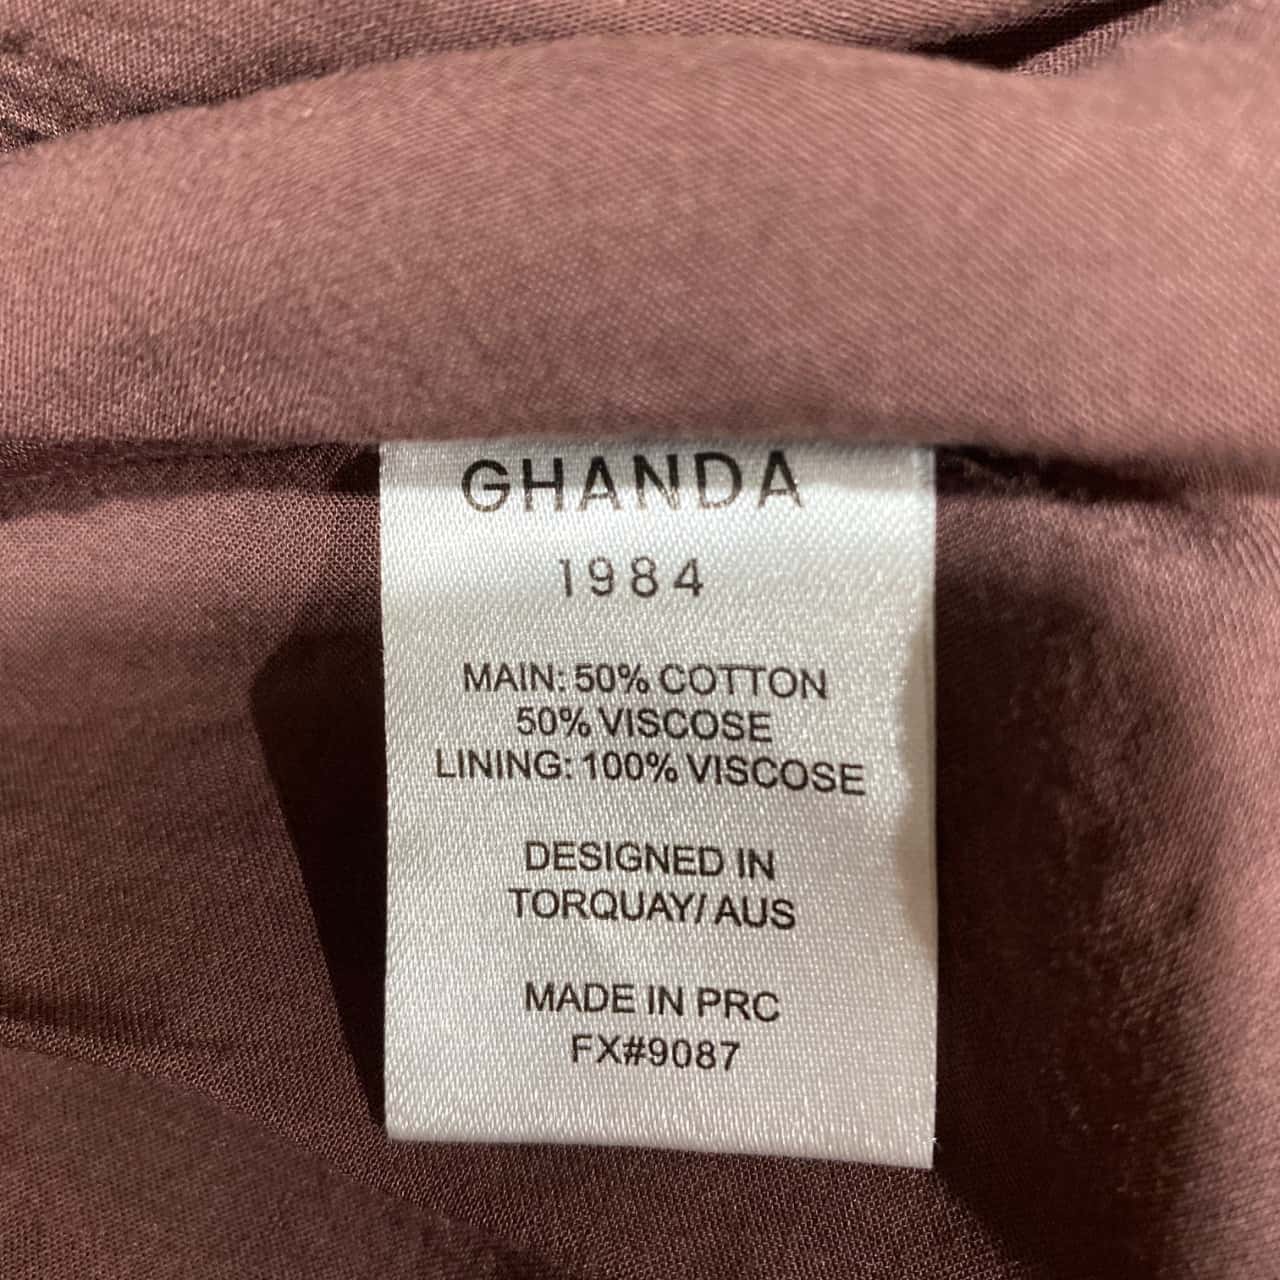 GHANDA
1984
MAIN: 50% COTTON
50% VISCOSE
LINING: 100% VISCOSE
DESIGNED IN
TORQUAY/ AUS
MADE IN PRC
FX#9087